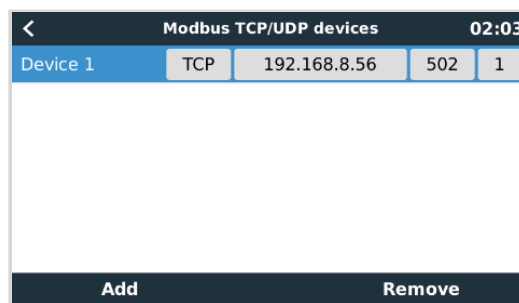 Modbus TCP/UDP devices 02:03
Device 1 TCP 192.168.8.56 502 1
Add Remove